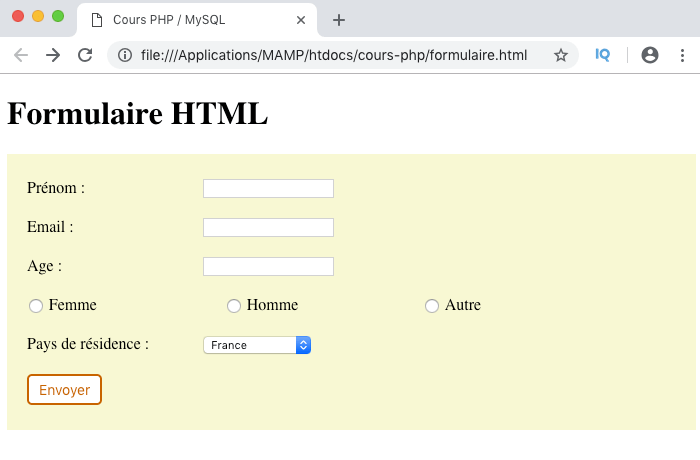 Cours PHP / MySQL
file:///Applications/MAMP/htdocs/cours-php/formulaire.html
IQ
Formulaire HTML
Prénom :
Email :
Age :
Femme Homme Autre
Pays de résidence : France
Envoyer